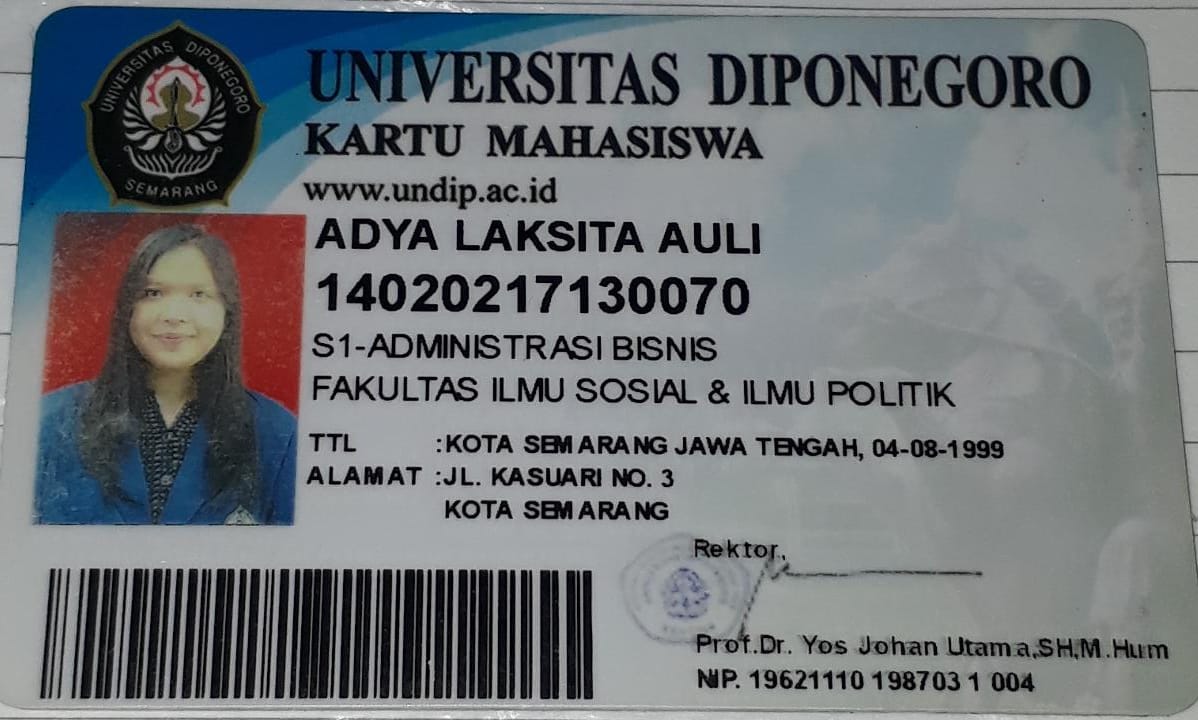 UNIVERSITAS DIPONEGORO
SEMARANG
UNIVERSITAS DIPONEGORO
KARTU MAHASISWA
www.undip.ac.id
ADYA LAKSITA AULI
14020217130070
S1-ADMINISTRASI BISNIS
FAKULTAS ILMU SOSIAL & ILMU POLITIK
TTL :KOTA SEMARANG JAWA TENGAH, 04-08-1999
ALAMAT :JL. KASUARI NO. 3
KOTA SEMARANG
Rektor,
Prof.Dr. Yos Johan Utama,SH,M.Hum
NIP. 19621110 198703 1 004